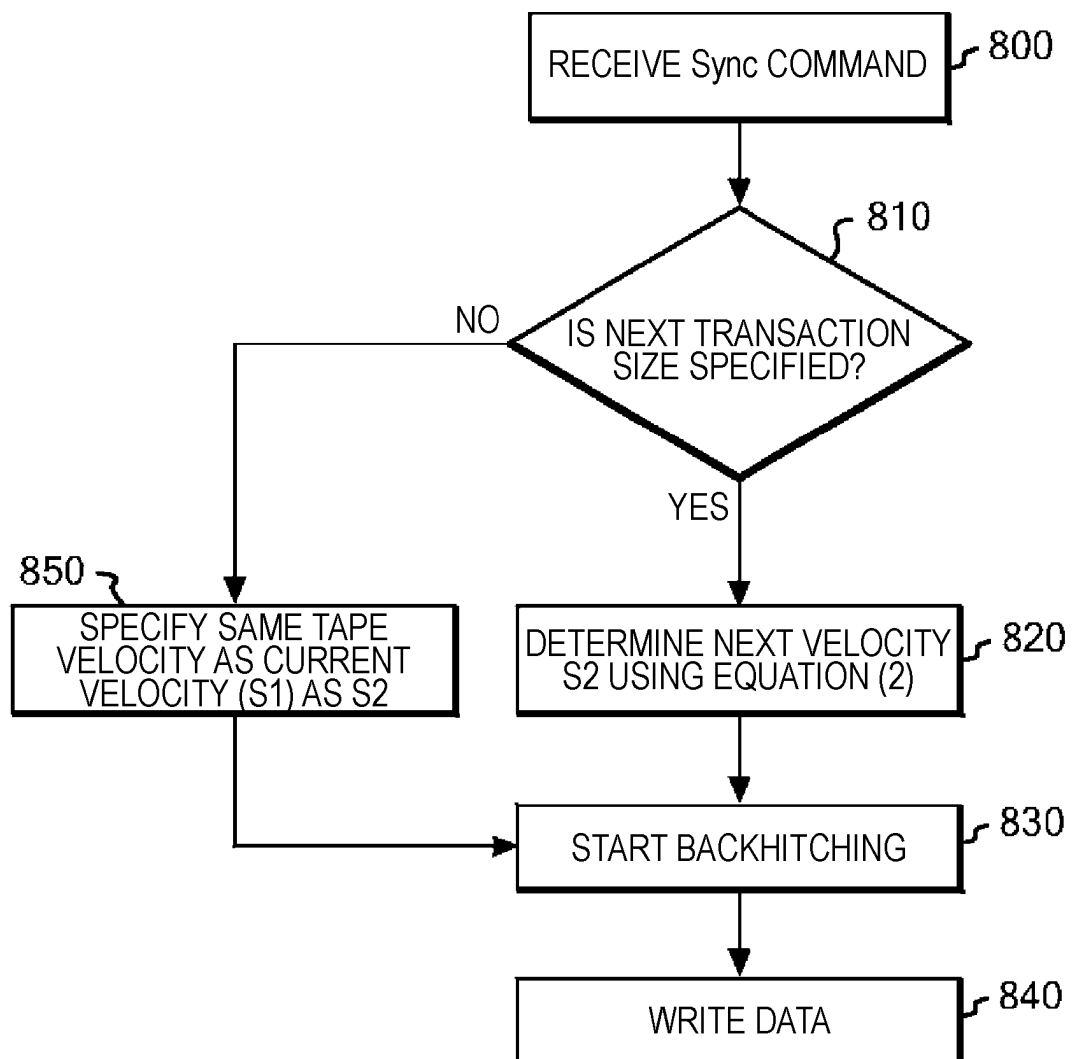 RECEIVE Sync COMMAND
800
810
IS NEXT TRANSACTION
SIZE SPECIFIED?
NO
YES
850
SPECIFY SAME TAPE
VELOCITY AS CURRENT
VELOCITY (S1) AS S2
DETERMINE NEXT VELOCITY
S2 USING EQUATION (2)
820
START BACKHITCHING
830
WRITE DATA
840